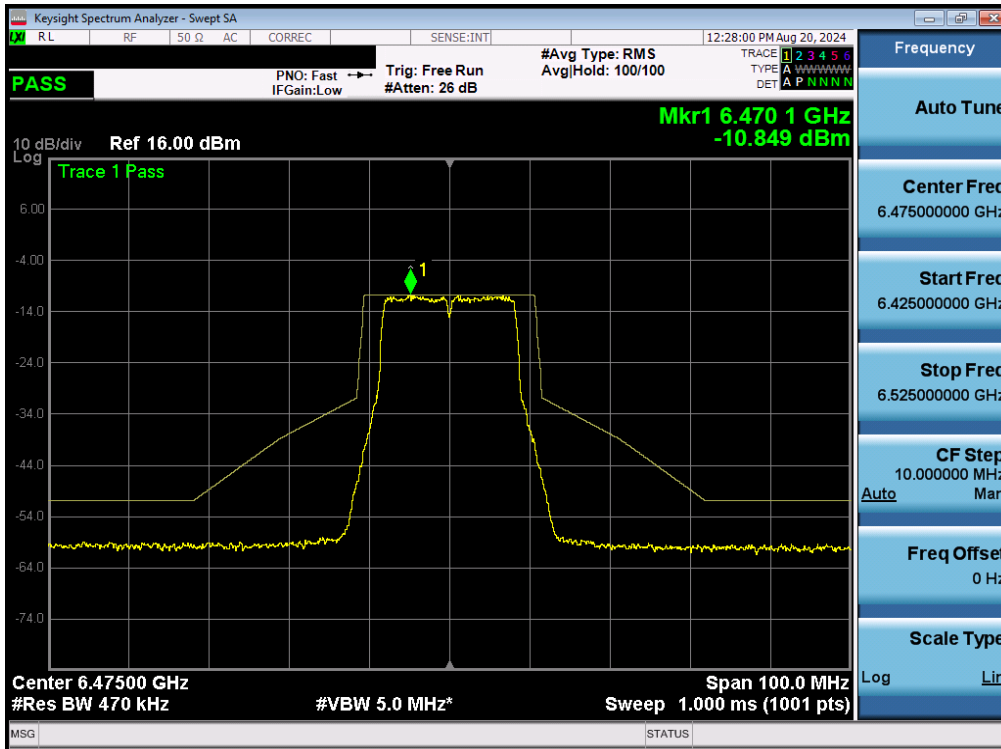 Keysight Spectrum Analyzer - Swept SA
LXI RL RF 50 Ω AC CORREC SENSE:INT 12:28:00 PM Aug 20, 2024
PASS
PNO: Fast
IFGain:Low
Trig: Free Run
#Atten: 26 dB
#Avg Type: RMS
Avg|Hold: 100/100
TRACE 1 2 3 4 5 6
TYPE A WWWWW
DET A P N N N N
Mkr1 6.470 1 GHz
-10.849 dBm
10 dB/div Ref 16.00 dBm
Log
Trace 1 Pass
1
6.00
-4.00
-14.0
-24.0
-34.0
-44.0
-54.0
-64.0
-74.0
Center 6.47500 GHz Span 100.0 MHz
#Res BW 470 kHz #VBW 5.0 MHz* Sweep 1.000 ms (1001 pts)
MSG STATUS
Frequency
Auto Tune
Center Freq
6.475000000 GHz
Start Freq
6.425000000 GHz
Stop Freq
6.525000000 GHz
CF Step
10.000000 MHz
Auto Man
Freq Offset
0 Hz
Scale Type
Log Lin